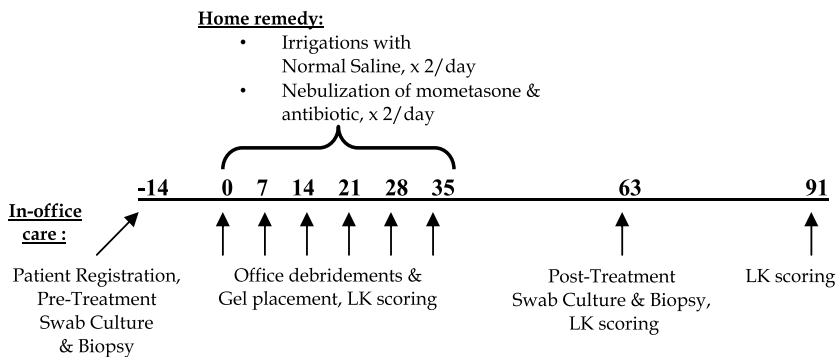 Home remedy:
• Irrigations with
Normal Saline, x 2/day
• Nebulization of mometasone &
antibiotic, x 2/day
-14 0 7 14 21 28 35 63 91
In-office
care :
Patient Registration,
Pre-Treatment
Swab Culture
& Biopsy
Office debridements &
Gel placement, LK scoring
Post-Treatment
Swab Culture & Biopsy,
LK scoring
LK scoring